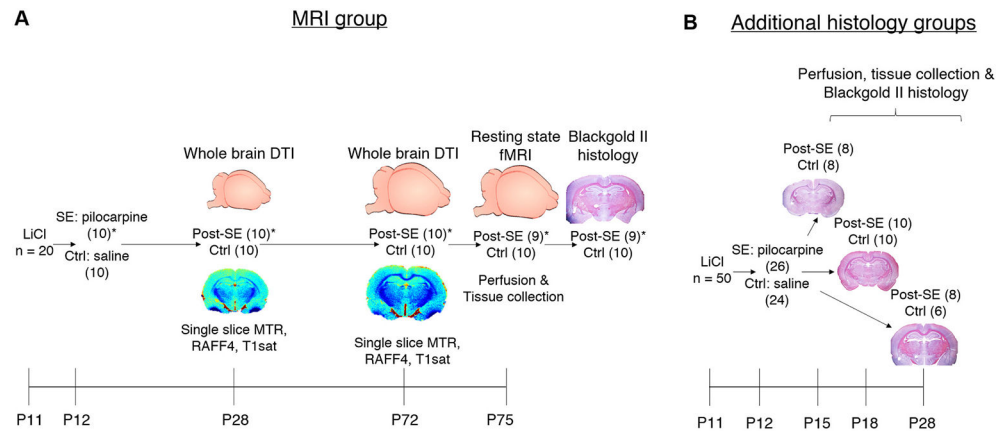 A
MRI group
Whole brain DTI
Whole brain DTI
Resting state
fMRI
Blackgold II
histology
LiCl
n = 20
SE: pilocarpine
(10)*
Ctrl: saline
(10)
Post-SE (10)*
Ctrl (10)
Post-SE (10)*
Ctrl (10)
Post-SE (9)*
Ctrl (10)
Post-SE (9)*
Ctrl (10)
Perfusion &
Tissue collection
Single slice MTR,
RAFF4, T1sat
Single slice MTR,
RAFF4, T1sat
P11
P12
P28
P72
P75
B
Additional histology groups
Perfusion, tissue collection &
Blackgold II histology
Post-SE (8)
Ctrl (8)
Post-SE (10)
Ctrl (10)
LiCl
n = 50
SE: pilocarpine
(26)
Ctrl: saline
(24)
Post-SE (8)
Ctrl (6)
P11
P12
P15
P18
P28